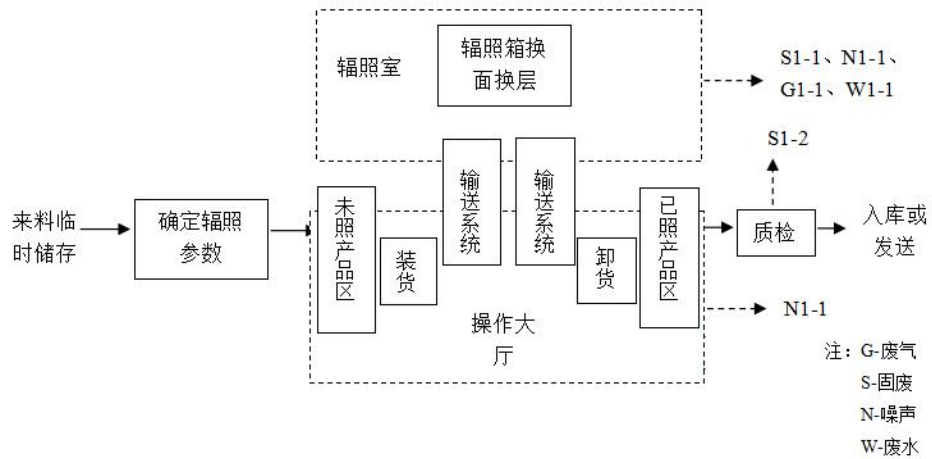 辐照室
辐照箱换
面换层
S1-1、N1-1、
G1-1、W1-1
S1-2
来料临
时储存
确定辐照
参数
未照产品区
装货
输送系统
输送系统
卸货
已照产品区
质检
入库或
发送
操作大
厅
N1-1
注：G-废气
S-固废
N-噪声
W-废水